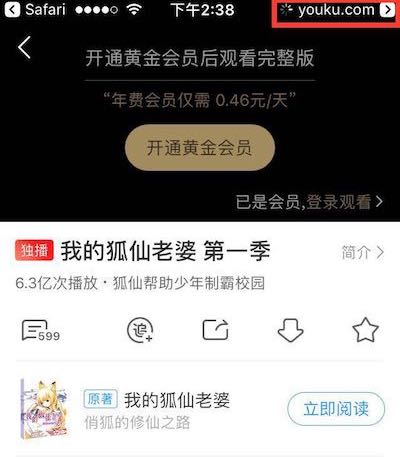 Safari 下午2:38 youku.com
开通黄金会员后观看完整版
“年费会员仅需 0.46元/天”
开通黄金会员
已是会员,登录观看
独播 我的狐仙老婆 第一季 简介
6.3亿次播放·狐仙帮助少年制霸校园
599 追
原著 我的狐仙老婆
俏狐的修仙之路
立即阅读